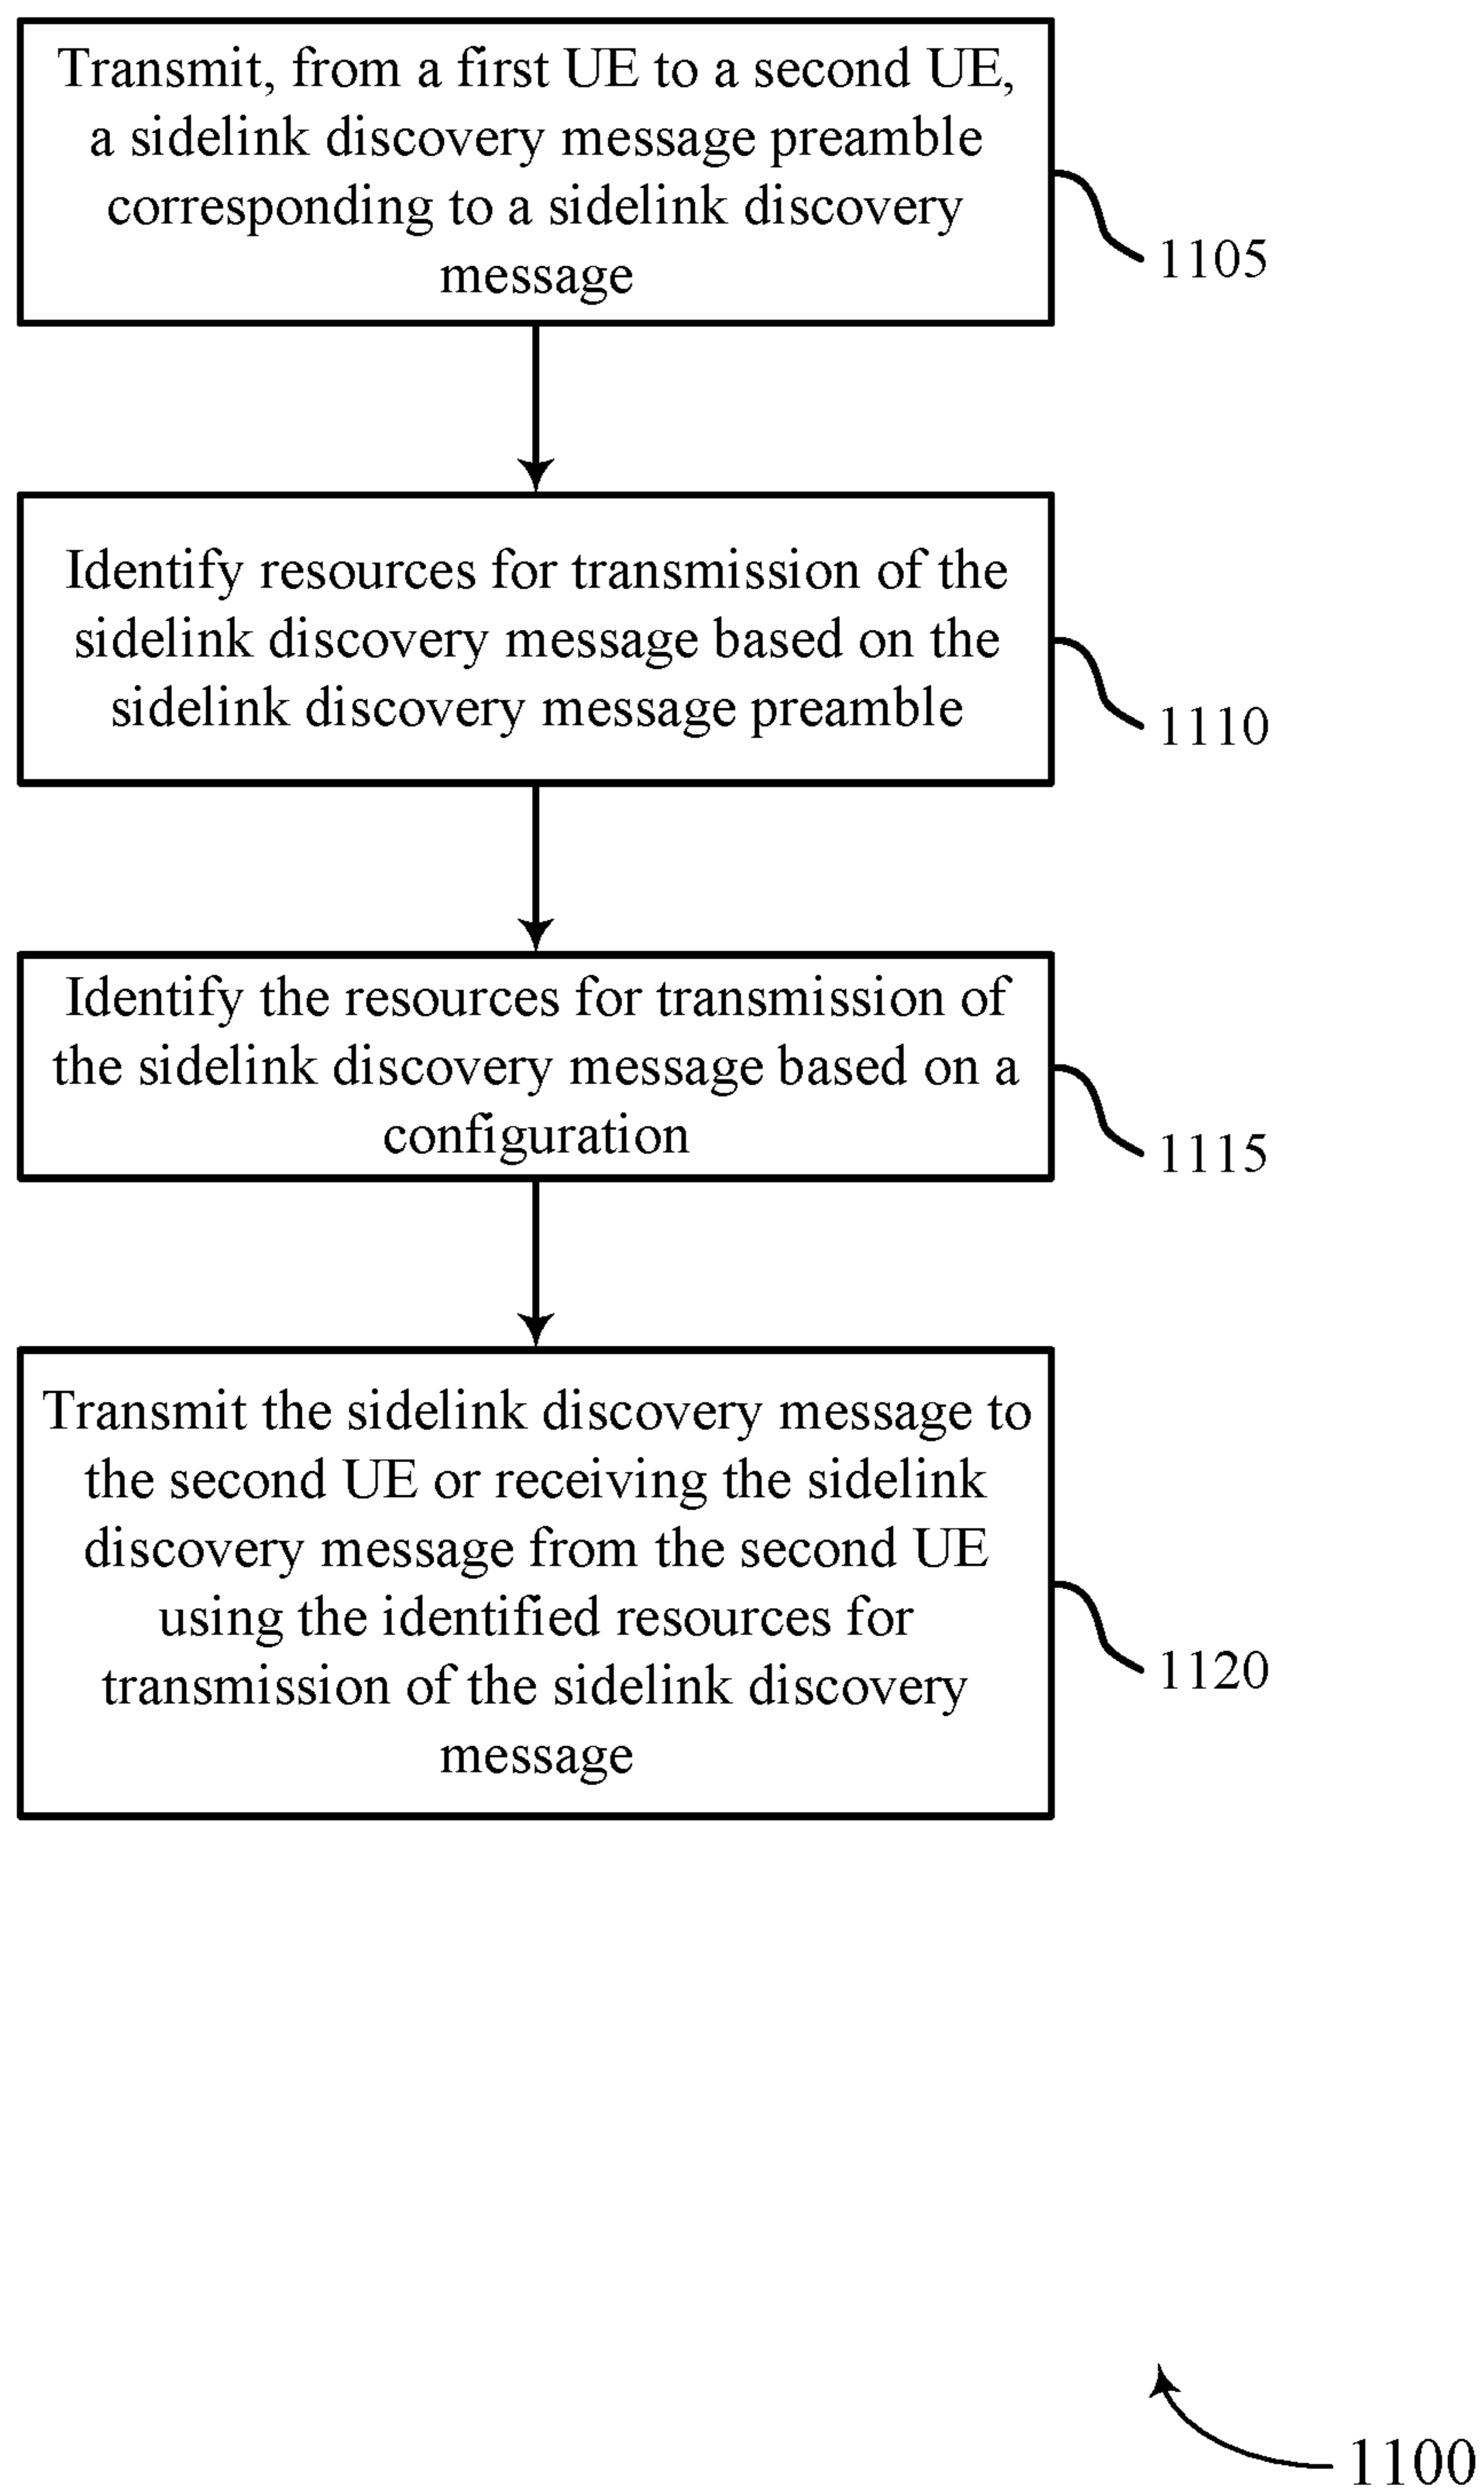 Transmit, from a first UE to a second UE,
a sidelink discovery message preamble
corresponding to a sidelink discovery
message
1105
Identify resources for transmission of the
sidelink discovery message based on the
sidelink discovery message preamble
1110
Identify the resources for transmission of
the sidelink discovery message based on a
configuration
1115
Transmit the sidelink discovery message to
the second UE or receiving the sidelink
discovery message from the second UE
using the identified resources for
transmission of the sidelink discovery
message
1120
1100